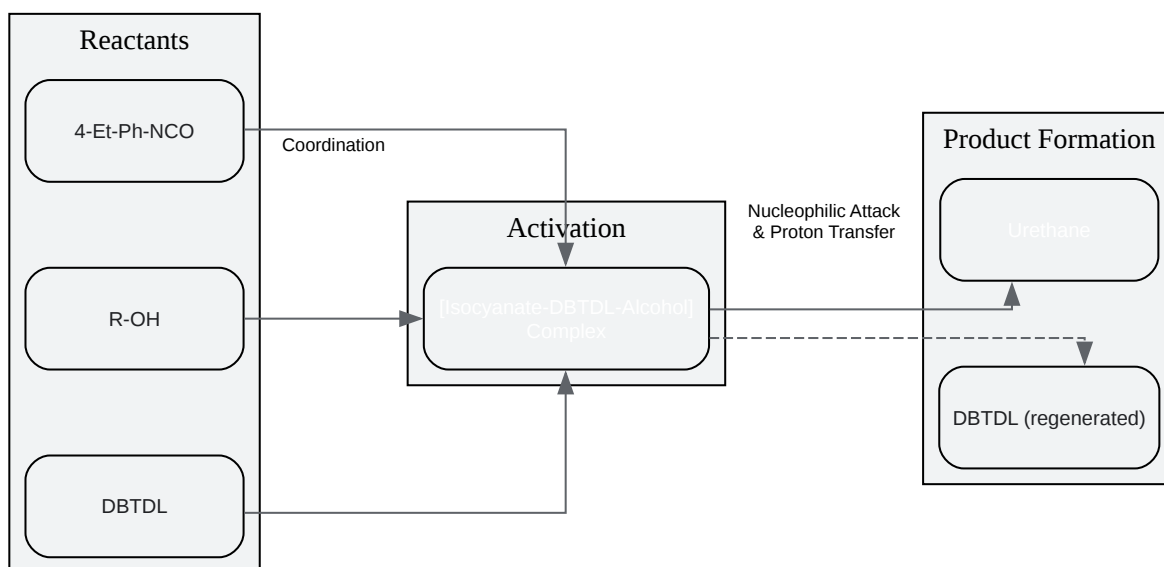 Reactants
4-Et-Ph-NCO
R-OH
DBTDL
Coordination
Activation
[Isocyanate-DBTDL-Alcohol]
Complex
Nucleophilic Attack
& Proton Transfer
Product Formation
Urethane
DBTDL (regenerated)